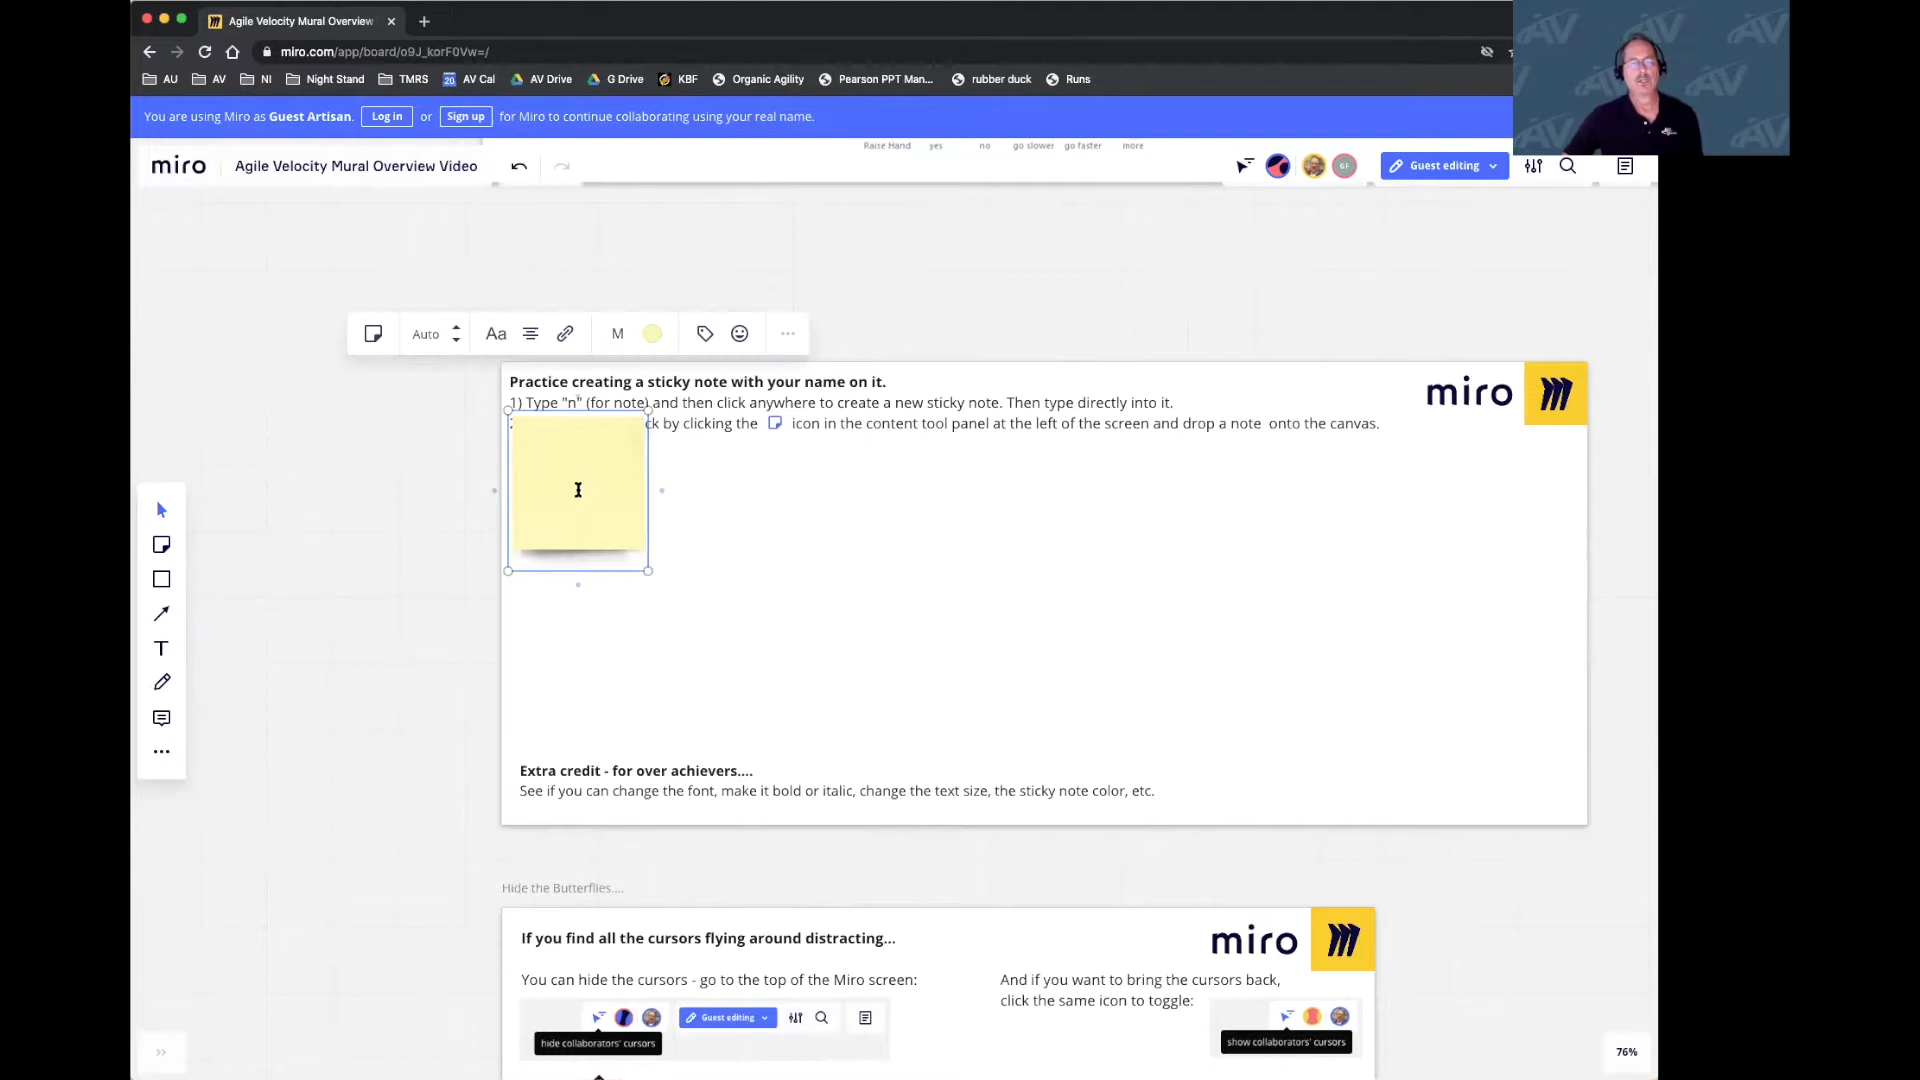 Agile Velocity Mural Overview
miro.com/app/board/o9J_korF0Vw=/
AU AV NI Night Stand TMRS AV Cal AV Drive G Drive KBF Organic Agility Pearson PPT Man... rubber duck Runs
You are using Miro as Guest Artisan. Log in or Sign up for Miro to continue collaborating using your real name.
Raise Hand yes no go slower go faster more
miro Agile Velocity Mural Overview Video GF Guest editing
Auto Aa M
Practice creating a sticky note with your name on it.
1) Type "n" (for note) and then click anywhere to create a new sticky note. Then type directly into it.
ck by clicking the icon in the content tool panel at the left of the screen and drop a note onto the canvas.
miro
Extra credit - for over achievers....
See if you can change the font, make it bold or italic, change the text size, the sticky note color, etc.
Hide the Butterflies....
If you find all the cursors flying around distracting...
miro
You can hide the cursors - go to the top of the Miro screen:
And if you want to bring the cursors back,
click the same icon to toggle:
Guest editing
hide collaborators' cursors
show collaborators' cursors
76%
AV